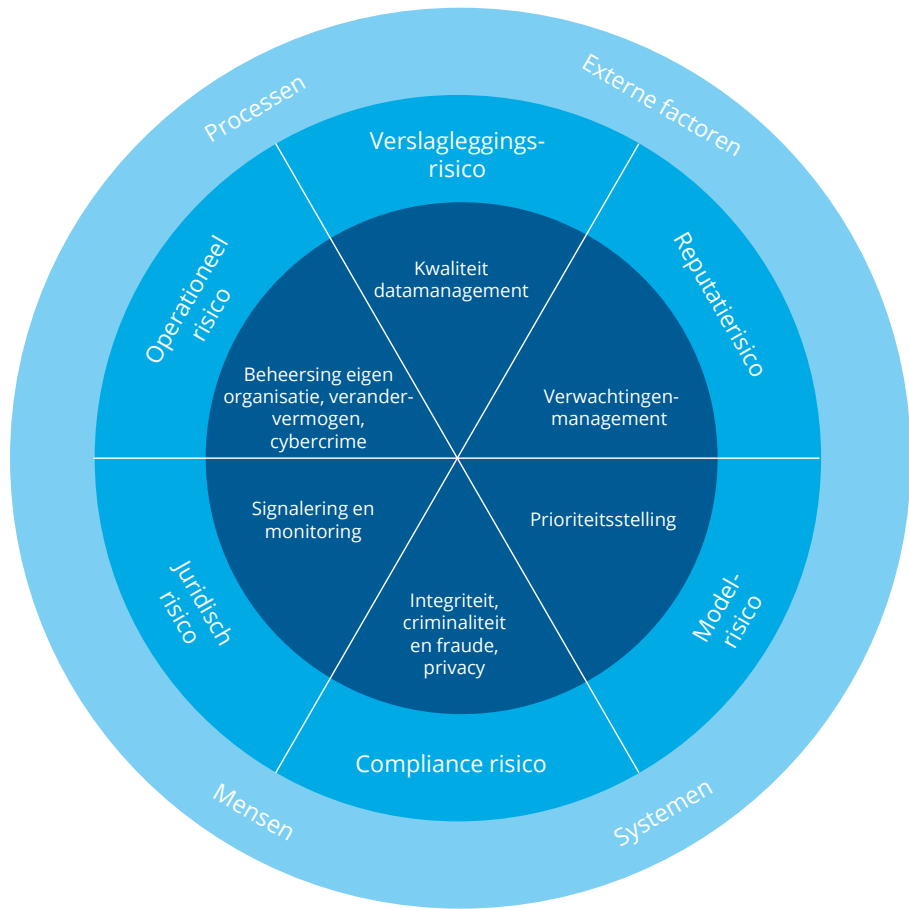 Processen
Externe factoren
Verslagleggings-
risico
Operationeel
risico
Reputatierisico
Kwaliteit
datamanagement
Beheersing eigen
organisatie, verander-
vermogen,
cybercrime
Verwachtingen-
management
Signalering en
monitoring
Prioriteitsstelling
Integriteit,
criminaliteit
en fraude,
privacy
Juridisch
risico
Model-
risico
Compliance risico
Mensen
Systemen